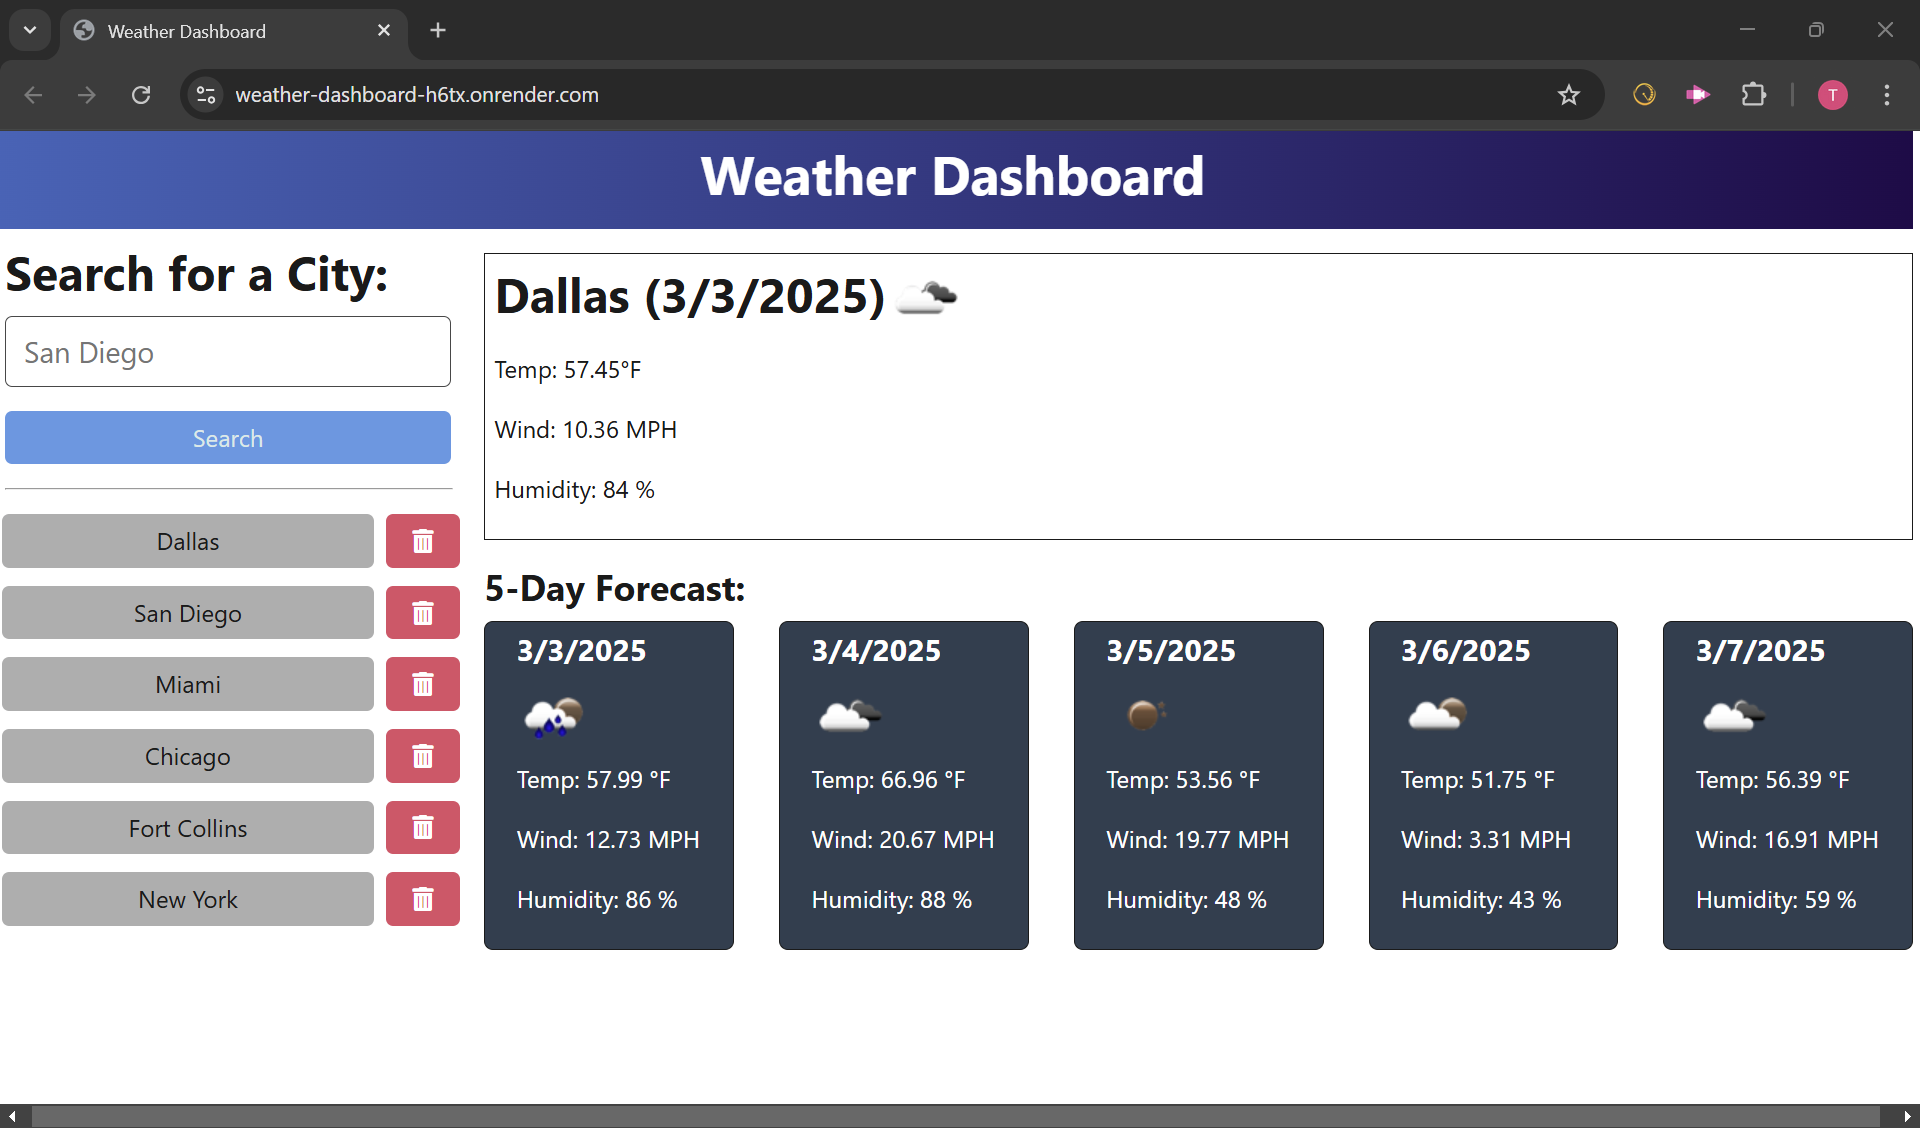 Weather Dashboard
weather-dashboard-h6tx.onrender.com
T
Weather Dashboard
Search for a City:
San Diego
Search
Dallas
San Diego
Miami
Chicago
Fort Collins
New York
Dallas (3/3/2025)
Temp: 57.45°F
Wind: 10.36 MPH
Humidity: 84 %
5-Day Forecast:
3/3/2025
Temp: 57.99 °F
Wind: 12.73 MPH
Humidity: 86 %
3/4/2025
Temp: 66.96 °F
Wind: 20.67 MPH
Humidity: 88 %
3/5/2025
Temp: 53.56 °F
Wind: 19.77 MPH
Humidity: 48 %
3/6/2025
Temp: 51.75 °F
Wind: 3.31 MPH
Humidity: 43 %
3/7/2025
Temp: 56.39 °F
Wind: 16.91 MPH
Humidity: 59 %